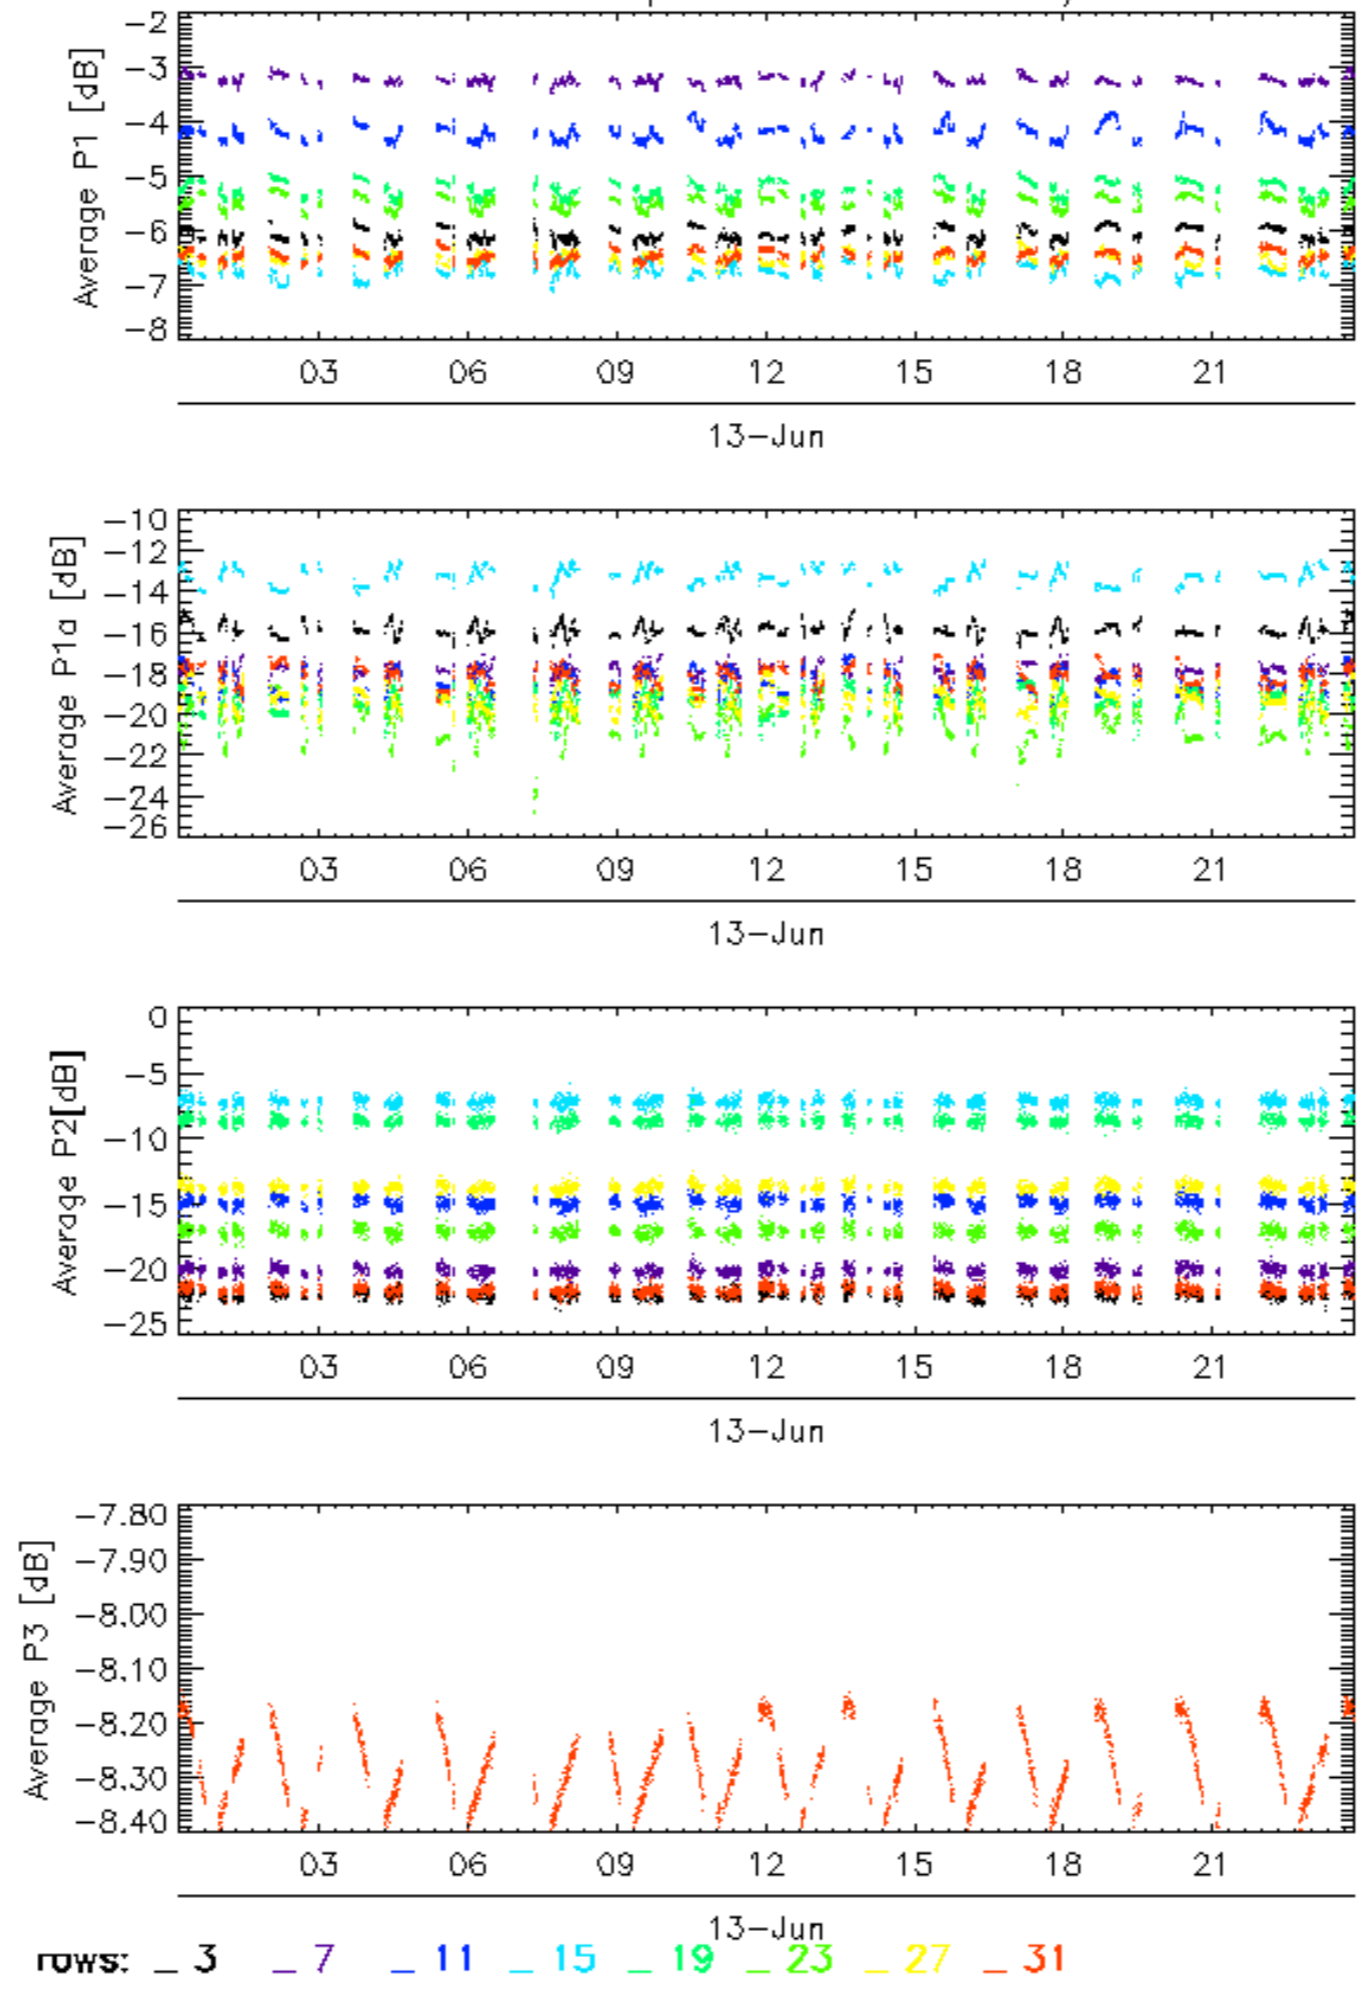 Average P1 [dB]
-2
-3
-4
-5
-6
-7
-8
03 06 09 12 15 18 21
13-Jun
Average P1a [dB]
-10
-12
-14
-16
-18
-20
-22
-24
-26
03 06 09 12 15 18 21
13-Jun
Average P2[dB]
0
-5
-10
-15
-20
-25
03 06 09 12 15 18 21
13-Jun
Average P3 [dB]
-7.80
-7.90
-8.00
-8.10
-8.20
-8.30
-8.40
03 06 09 12 15 18 21
13-Jun
rows: _ 3 _ 7 _ 11 _ 15 _ 19 _ 23 _ 27 _ 31